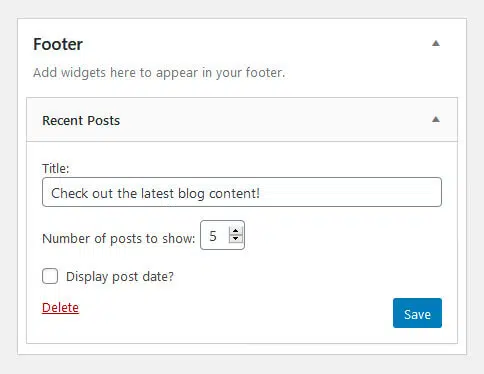 Footer
Add widgets here to appear in your footer.
Recent Posts
Title:
Check out the latest blog content!
Number of posts to show: 5
Display post date?
Delete
Save